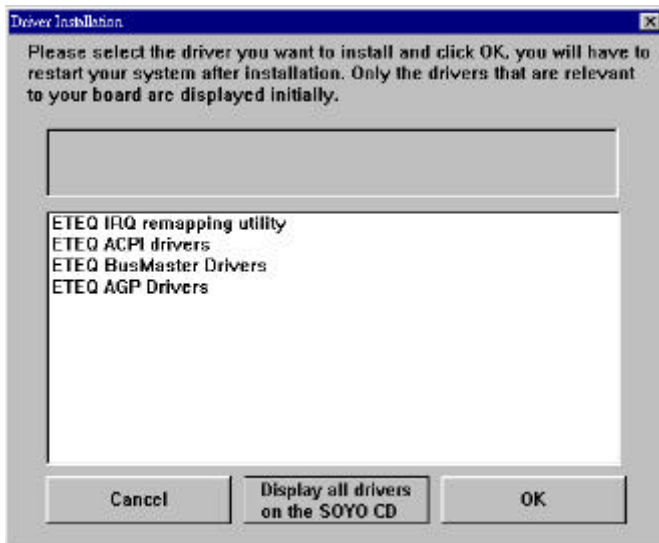 Driver Installation
Please select the driver you want to install and click OK, you will have to
restart your system after installation. Only the drivers that are relevant
to your board are displayed initially.
ETEQ IRQ remapping utility
ETEQ ACPI drivers
ETEQ BusMaster Drivers
ETEQ AGP Drivers
Cancel
Display all drivers
on the SOYO CD
OK